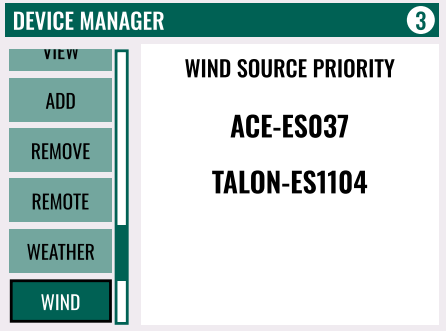 DEVICE MANAGER
3
VIEW
ADD
REMOVE
REMOTE
WEATHER
WIND
WIND SOURCE PRIORITY
ACE-ES037
TALON-ES1104